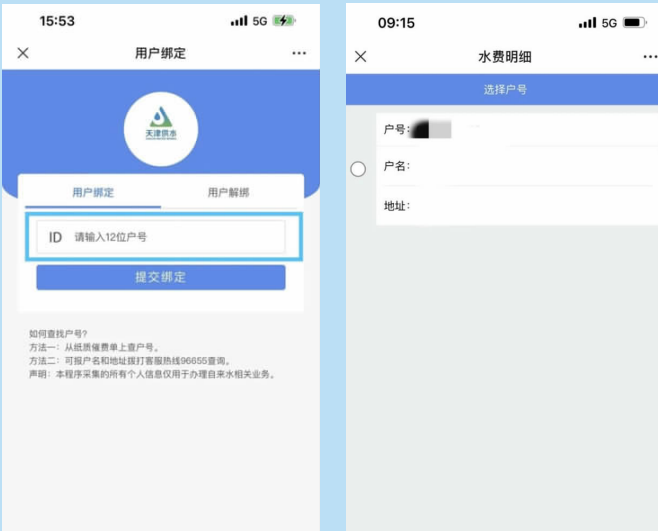 15:53
5G
用户绑定
天津供水
用户绑定
用户解绑
ID 请输入12位户号
提交绑定
如何查找户号?
方法一：从纸质催费单上查户号。
方法二：可报户名和地址拨打客服热线96655查询。
声明：本程序采集的所有个人信息仅用于办理自来水相关业务。
09:15
5G
水费明细
选择户号
户号:
户名:
地址: